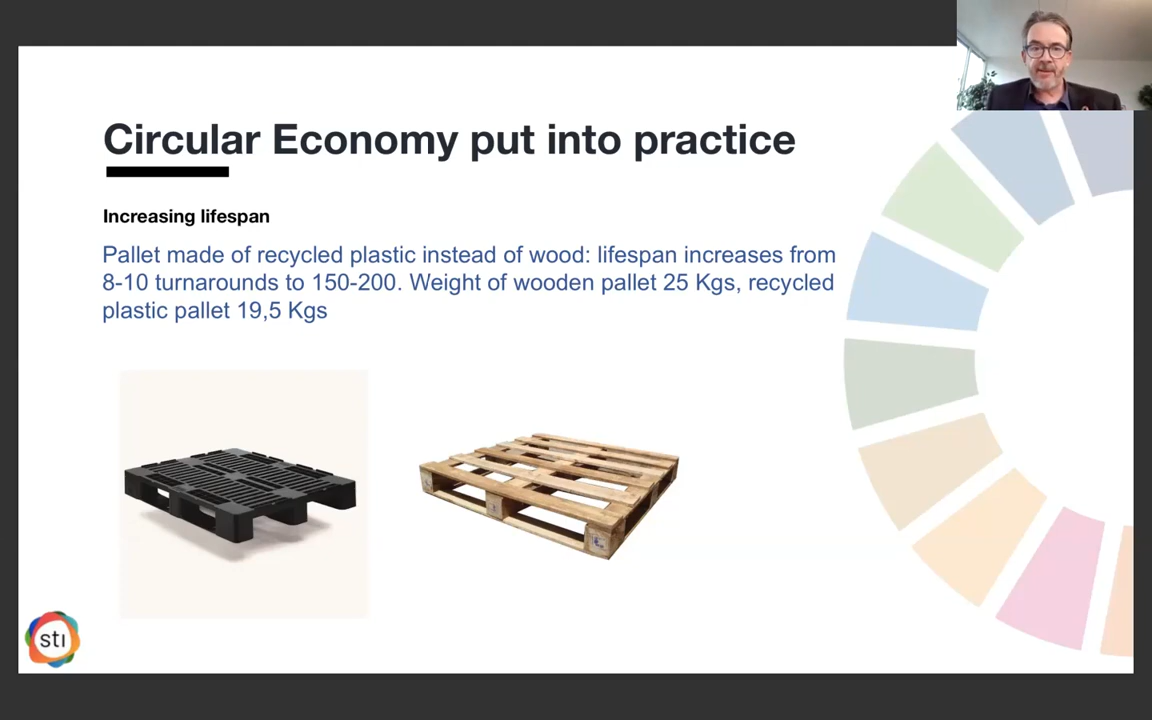 Circular Economy put into practice
Increasing lifespan
Pallet made of recycled plastic instead of wood: lifespan increases from
8-10 turnarounds to 150-200. Weight of wooden pallet 25 Kgs, recycled
plastic pallet 19,5 Kgs
sti